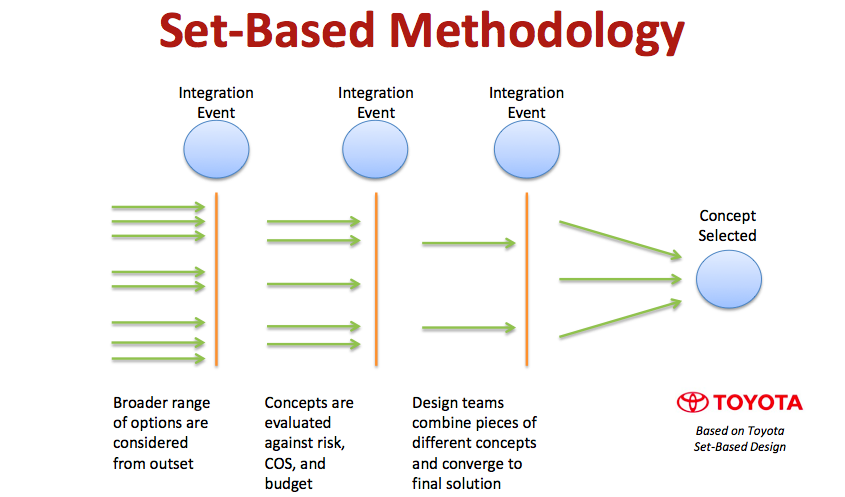 Set-Based Methodology
Integration
Event
Integration
Event
Integration
Event
Concept
Selected
Broader range
of options are
considered
from outset
Concepts are
evaluated
against risk,
COS, and
budget
Design teams
combine pieces of
different concepts
and converge to
final solution
TOYOTA
Based on Toyota
Set-Based Design